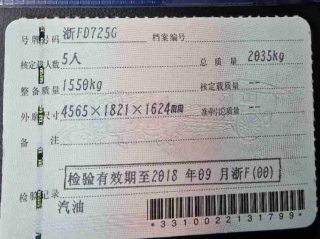 号牌号码 浙FD725G 档案编号
核定载人数 5人 总质量 2035kg
整备质量 1550kg 核定载质量
外廓尺寸 4565×1821×1624mm 准牵引总质量
备注
检验有效期至2018年09月浙F(00)
检验记录
汽油
*3310022131799*